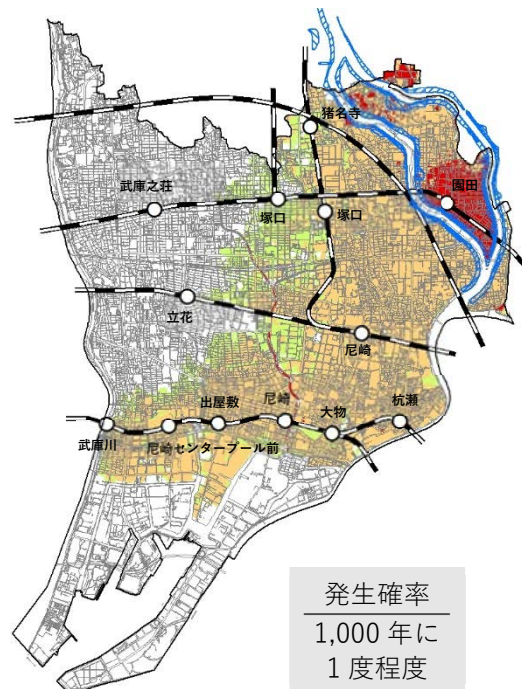 猪名寺
武庫之荘
園田
塚口
塚口
立花
尼崎
出屋敷
尼崎
大物
杭瀬
武庫川
尼崎センタープール前
発生確率
1,000 年に
1 度程度